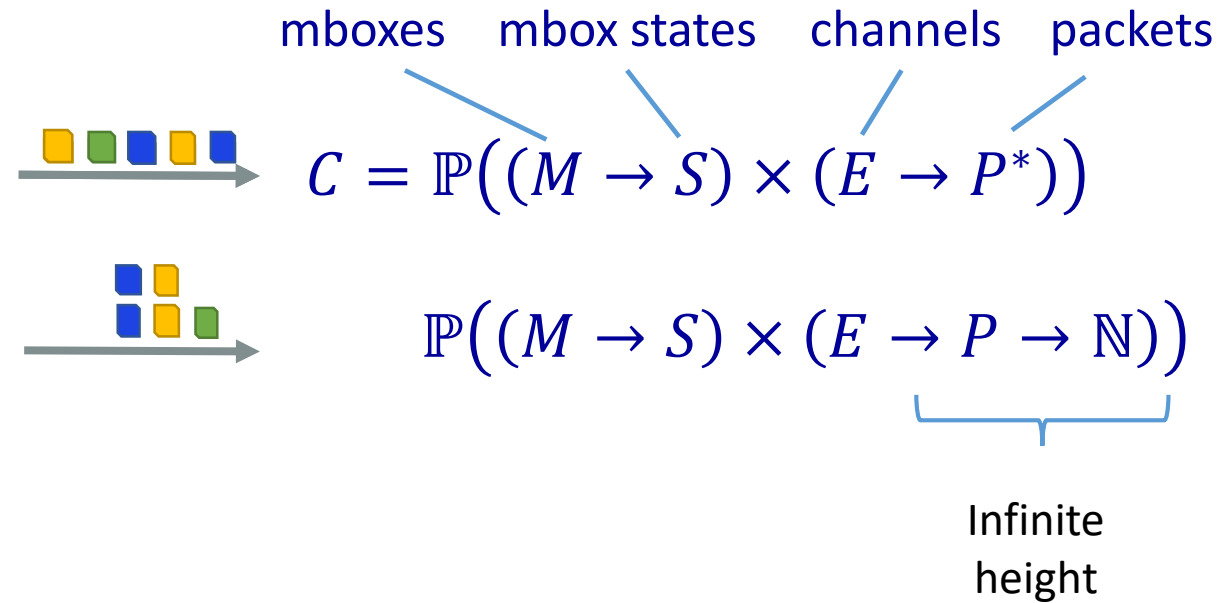 mboxes mbox states channels packets
C = ℙ((M → S) × (E → P*))
ℙ((M → S) × (E → P → ℕ))
Infinite
height